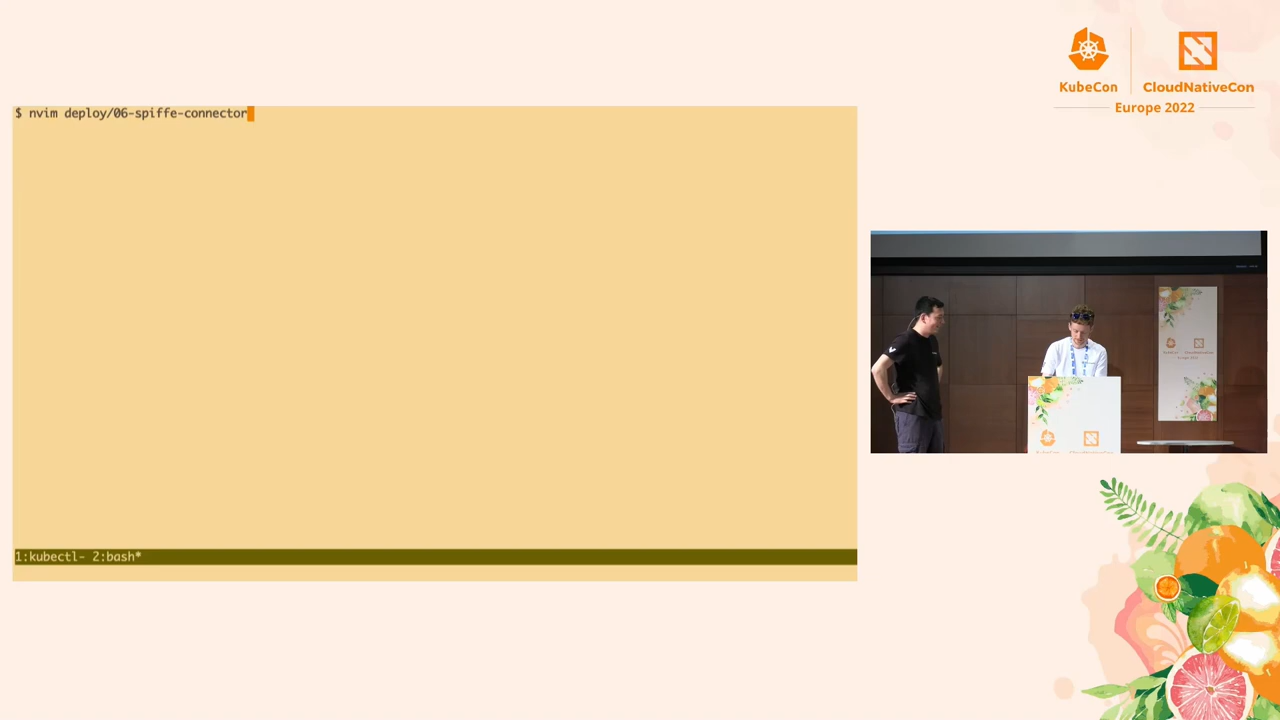 $ nvim deploy/06-spiffe-connector
1:kubectl- 2:bash*
KubeCon
CloudNativeCon
Europe 2022